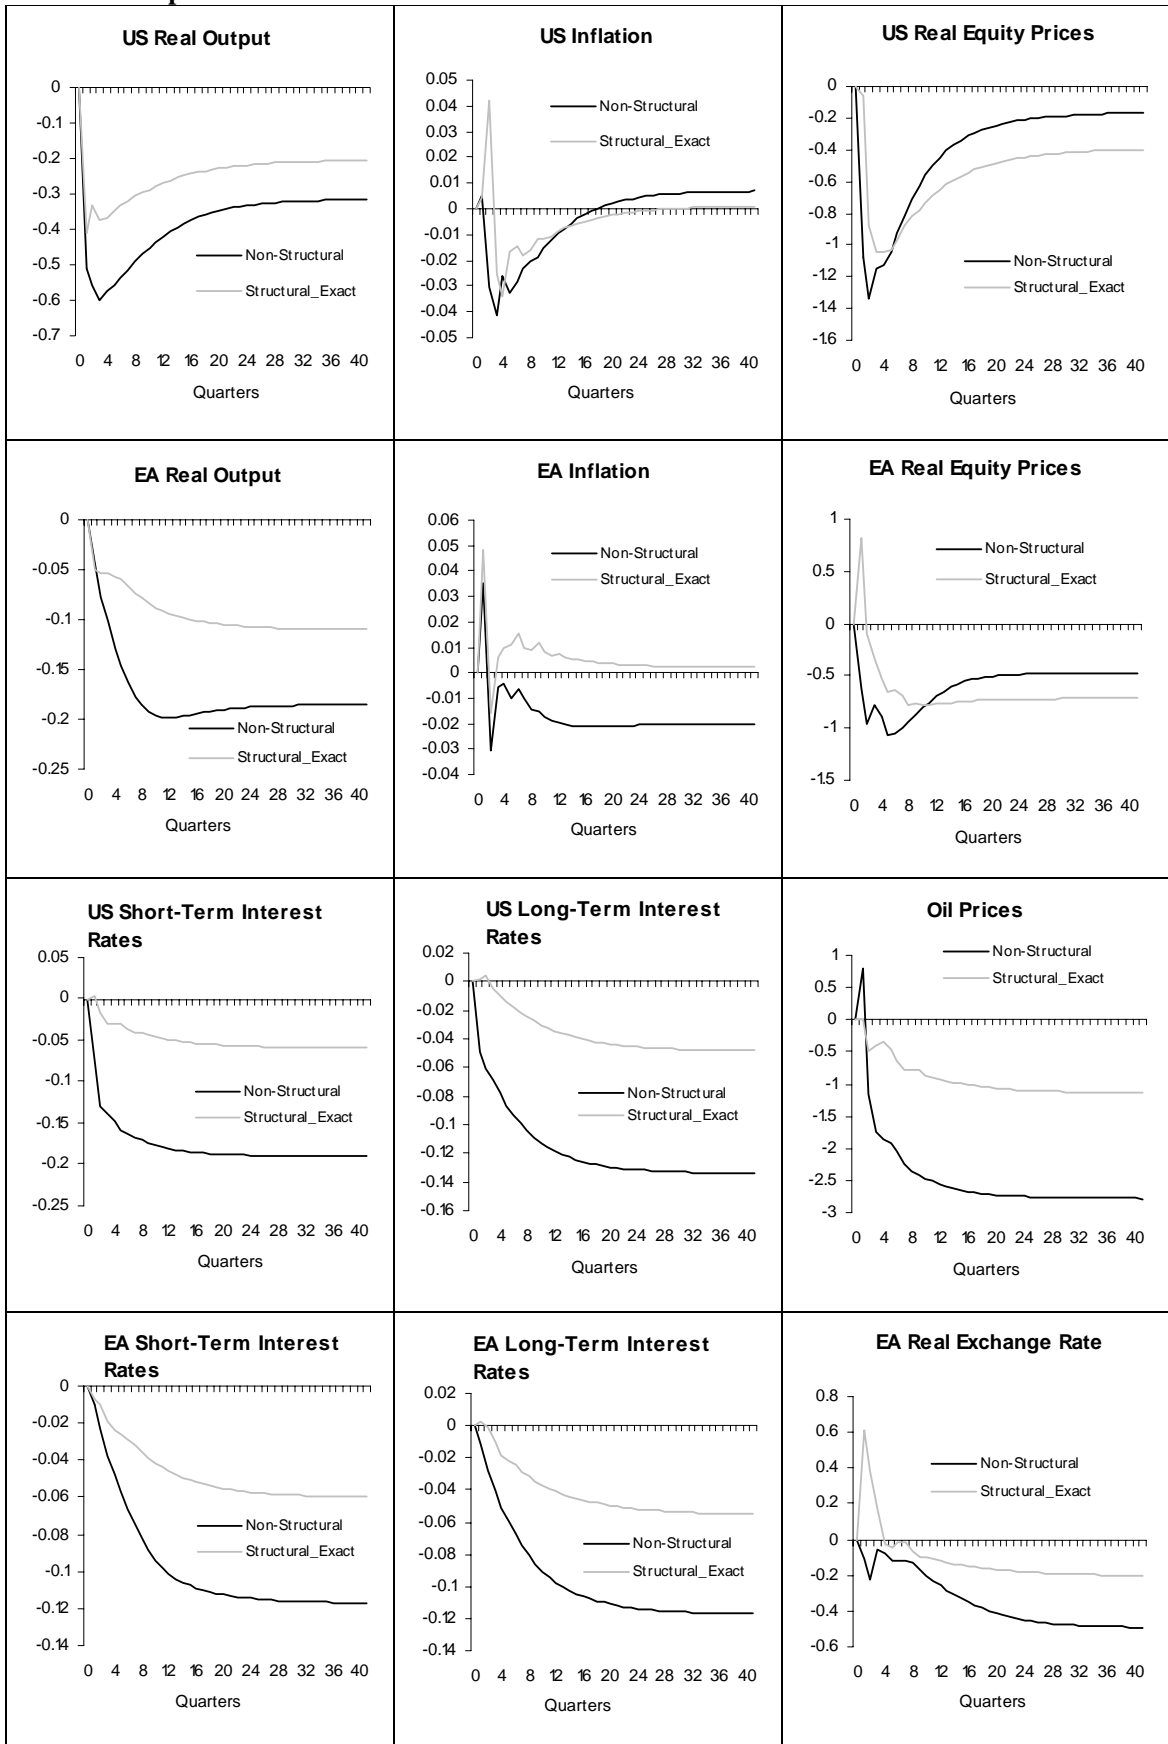 US Real Output
0
-0.1
-0.2
-0.3
-0.4
-0.5
-0.6
-0.7
Non-Structural
Structural_Exact
0 4 8 12 16 20 24 28 32 36 40
Quarters
US Inflation
0.05
0.04
0.03
0.02
0.01
0
-0.01
-0.02
-0.03
-0.04
-0.05
Non-Structural
Structural_Exact
0 4 8 12 16 20 24 28 32 36 40
Quarters
US Real Equity Prices
0
-0.2
-0.4
-0.6
-0.8
-1
-1.2
-1.4
-1.6
Non-Structural
Structural_Exact
0 4 8 12 16 20 24 28 32 36 40
Quarters
EA Real Output
0
-0.05
-0.1
-0.15
-0.2
-0.25
Non-Structural
Structural_Exact
0 4 8 12 16 20 24 28 32 36 40
Quarters
EA Inflation
0.06
0.05
0.04
0.03
0.02
0.01
0
-0.01
-0.02
-0.03
-0.04
Non-Structural
Structural_Exact
0 4 8 12 16 20 24 28 32 36 40
Quarters
EA Real Equity Prices
1
0.5
0
-0.5
-1
-1.5
Non-Structural
Structural_Exact
0 4 8 12 16 20 24 28 32 36 40
Quarters
US Short-Term Interest
Rates
0.05
0
-0.05
-0.1
-0.15
-0.2
-0.25
Non-Structural
Structural_Exact
0 4 8 12 16 20 24 28 32 36 40
Quarters
US Long-Term Interest
Rates
0.02
0
-0.02
-0.04
-0.06
-0.08
-0.1
-0.12
-0.14
-0.16
Non-Structural
Structural_Exact
0 4 8 12 16 20 24 28 32 36 40
Quarters
Oil Prices
1
0.5
0
-0.5
-1
-1.5
-2
-2.5
-3
Non-Structural
Structural_Exact
0 4 8 12 16 20 24 28 32 36 40
Quarters
EA Short-Term Interest
Rates
0
-0.02
-0.04
-0.06
-0.08
-0.1
-0.12
-0.14
Non-Structural
Structural_Exact
0 4 8 12 16 20 24 28 32 36 40
Quarters
EA Long-Term Interest
Rates
0.02
0
-0.02
-0.04
-0.06
-0.08
-0.1
-0.12
-0.14
Non-Structural
Structural_Exact
0 4 8 12 16 20 24 28 32 36 40
Quarters
EA Real Exchange Rate
0.8
0.6
0.4
0.2
0
-0.2
-0.4
-0.6
Non-Structural
Structural_Exact
0 4 8 12 16 20 24 28 32 36 40
Quarters